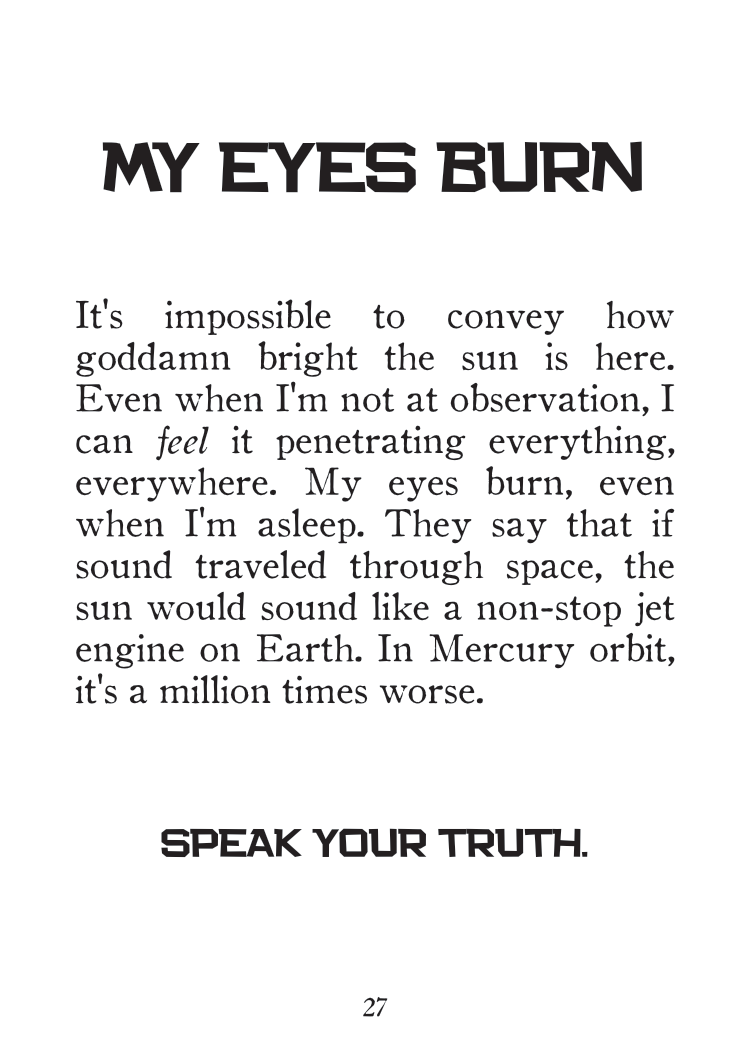 MY EYES BURN
It's impossible to convey how
goddamn bright the sun is here.
Even when I'm not at observation, I
can feel it penetrating everything,
everywhere. My eyes burn, even
when I'm asleep. They say that if
sound traveled through space, the
sun would sound like a non-stop jet
engine on Earth. In Mercury orbit,
it's a million times worse.
SPEAK YOUR TRUTH.
27